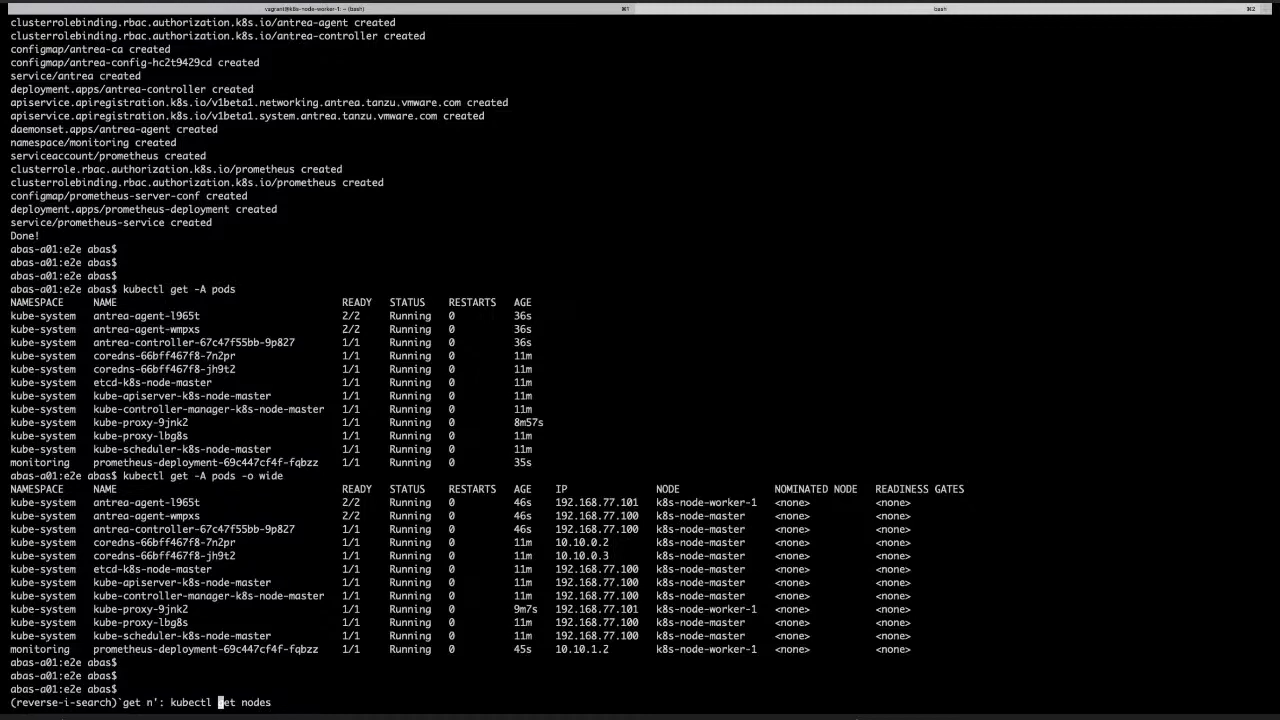 vagrant@k8s-node-worker-1: ~ (bash) ⌘1 bash ⌘2
clusterrolebinding.rbac.authorization.k8s.io/antrea-agent created
clusterrolebinding.rbac.authorization.k8s.io/antrea-controller created
configmap/antrea-ca created
configmap/antrea-config-hc2t9429cd created
service/antrea created
deployment.apps/antrea-controller created
apiservice.apiregistration.k8s.io/v1beta1.networking.antrea.tanzu.vmware.com created
apiservice.apiregistration.k8s.io/v1beta1.system.antrea.tanzu.vmware.com created
daemonset.apps/antrea-agent created
namespace/monitoring created
serviceaccount/prometheus created
clusterrole.rbac.authorization.k8s.io/prometheus created
clusterrolebinding.rbac.authorization.k8s.io/prometheus created
configmap/prometheus-server-conf created
deployment.apps/prometheus-deployment created
service/prometheus-service created
Done!
abas-a01:e2e abas$
abas-a01:e2e abas$
abas-a01:e2e abas$
abas-a01:e2e abas$ kubectl get -A pods
NAMESPACE NAME READY STATUS RESTARTS AGE
kube-system antrea-agent-l965t 2/2 Running 0 36s
kube-system antrea-agent-wmpxs 2/2 Running 0 36s
kube-system antrea-controller-67c47f55bb-9p827 1/1 Running 0 36s
kube-system coredns-66bff467f8-7n2pr 1/1 Running 0 11m
kube-system coredns-66bff467f8-jh9t2 1/1 Running 0 11m
kube-system etcd-k8s-node-master 1/1 Running 0 11m
kube-system kube-apiserver-k8s-node-master 1/1 Running 0 11m
kube-system kube-controller-manager-k8s-node-master 1/1 Running 0 11m
kube-system kube-proxy-9jnk2 1/1 Running 0 8m57s
kube-system kube-proxy-lbg8s 1/1 Running 0 11m
kube-system kube-scheduler-k8s-node-master 1/1 Running 0 11m
monitoring prometheus-deployment-69c447cf4f-fqbzz 1/1 Running 0 35s
abas-a01:e2e abas$ kubectl get -A pods -o wide
NAMESPACE NAME READY STATUS RESTARTS AGE IP NODE NOMINATED NODE READINESS GATES
kube-system antrea-agent-l965t 2/2 Running 0 46s 192.168.77.101 k8s-node-worker-1 <none> <none>
kube-system antrea-agent-wmpxs 2/2 Running 0 46s 192.168.77.100 k8s-node-master <none> <none>
kube-system antrea-controller-67c47f55bb-9p827 1/1 Running 0 46s 192.168.77.100 k8s-node-master <none> <none>
kube-system coredns-66bff467f8-7n2pr 1/1 Running 0 11m 10.10.0.2 k8s-node-master <none> <none>
kube-system coredns-66bff467f8-jh9t2 1/1 Running 0 11m 10.10.0.3 k8s-node-master <none> <none>
kube-system etcd-k8s-node-master 1/1 Running 0 11m 192.168.77.100 k8s-node-master <none> <none>
kube-system kube-apiserver-k8s-node-master 1/1 Running 0 11m 192.168.77.100 k8s-node-master <none> <none>
kube-system kube-controller-manager-k8s-node-master 1/1 Running 0 11m 192.168.77.100 k8s-node-master <none> <none>
kube-system kube-proxy-9jnk2 1/1 Running 0 9m7s 192.168.77.101 k8s-node-worker-1 <none> <none>
kube-system kube-proxy-lbg8s 1/1 Running 0 11m 192.168.77.100 k8s-node-master <none> <none>
kube-system kube-scheduler-k8s-node-master 1/1 Running 0 11m 192.168.77.100 k8s-node-master <none> <none>
monitoring prometheus-deployment-69c447cf4f-fqbzz 1/1 Running 0 45s 10.10.1.2 k8s-node-worker-1 <none> <none>
abas-a01:e2e abas$
abas-a01:e2e abas$
abas-a01:e2e abas$
(reverse-i-search)`get n': kubectl get nodes